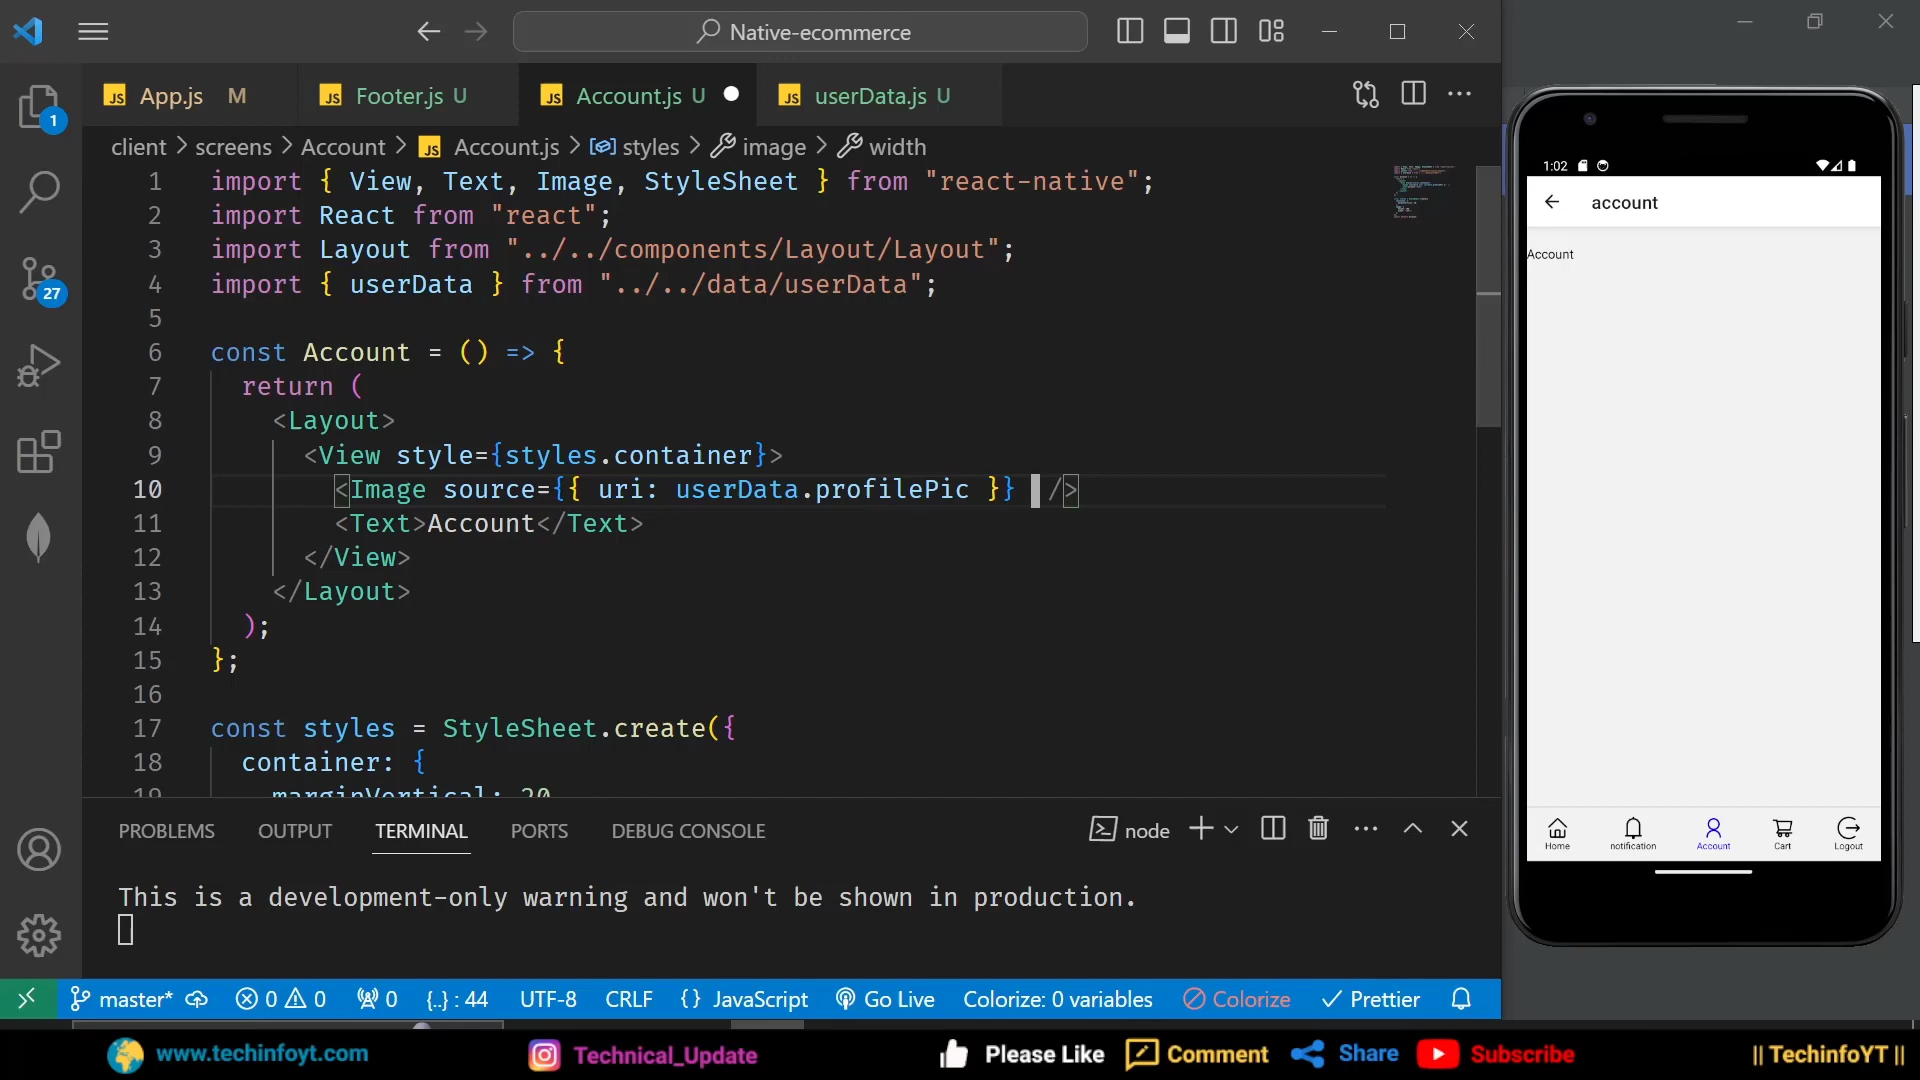 Native-ecommerce
App.js M
Footer.js U
Account.js U
userData.js U
client > screens > Account > JS Account.js > styles > image > width
1 import { View, Text, Image, StyleSheet } from "react-native";
2 import React from "react";
3 import Layout from "../../components/Layout/Layout";
4 import { userData } from "../../data/userData";
5
6 const Account = () => {
7 return (
8 <Layout>
9 <View style={styles.container}>
10 <Image source={{ uri: userData.profilePic }} />
11 <Text>Account</Text>
12 </View>
13 </Layout>
14 );
15 };
16
17 const styles = StyleSheet.create({
18 container: {
19 marginVertical: 20
1
27
PROBLEMS OUTPUT TERMINAL PORTS DEBUG CONSOLE
node
This is a development-only warning and won't be shown in production.
master* 0 0 0 {..} : 44 UTF-8 CRLF {} JavaScript Go Live Colorize: 0 variables Colorize Prettier
1:02
account
Account
Home notification Account Cart Logout
www.techinfoyt.com Technical_Update Please Like Comment Share Subscribe || TechinfoYT ||